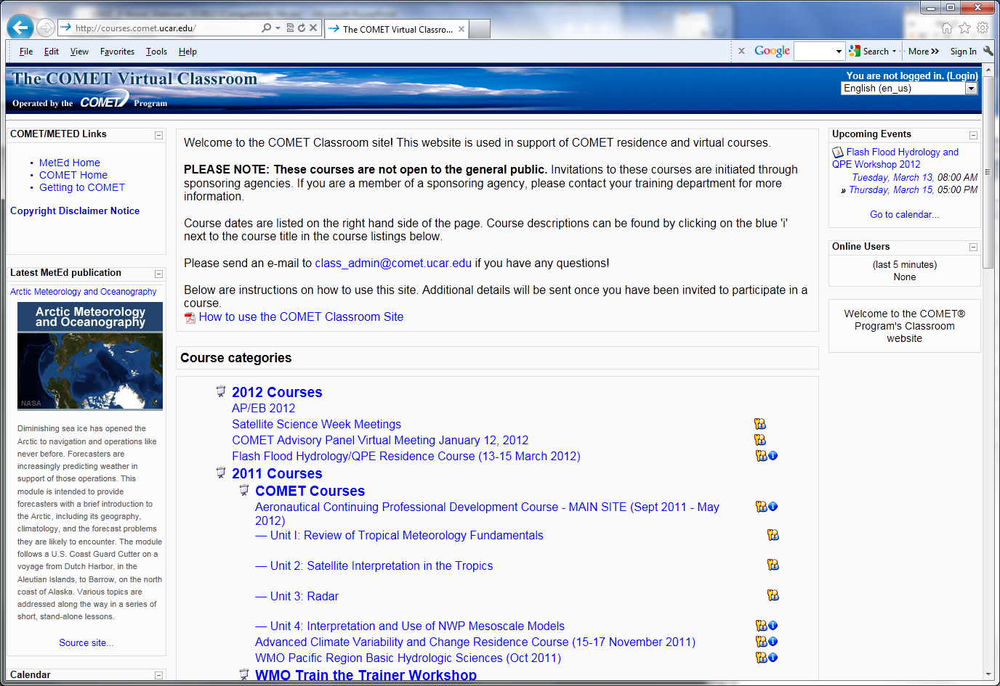 http://courses.comet.ucar.edu/
The COMET Virtual Classro...
File Edit View Favorites Tools Help
Google
Search
More
Sign In
The COMET Virtual Classroom
Operated by the COMET Program
You are not logged in. (Login)
English (en_us)
COMET/METED Links
MetEd Home
COMET Home
Getting to COMET
Copyright Disclaimer Notice
Latest MetEd publication
Arctic Meteorology and Oceanography
Arctic Meteorology
and Oceanography
NASA
Diminishing sea ice has opened the
Arctic to navigation and operations like
never before. Forecasters are
increasingly predicting weather in
support of those operations. This
module is intended to provide
forecasters with a brief introduction to
the Arctic, including its geography,
climatology, and the forecast problems
they are likely to encounter. The module
follows a U.S. Coast Guard Cutter on a
voyage from Dutch Harbor, in the
Aleutian Islands, to Barrow, on the north
coast of Alaska. Various topics are
addressed along the way in a series of
short, stand-alone lessons.
Source site...
Calendar
Welcome to the COMET Classroom site! This website is used in support of COMET residence and virtual courses.
PLEASE NOTE: These courses are not open to the general public. Invitations to these courses are initiated through
sponsoring agencies. If you are a member of a sponsoring agency, please contact your training department for more
information.
Course dates are listed on the right hand side of the page. Course descriptions can be found by clicking on the blue 'i'
next to the course title in the course listings below.
Please send an e-mail to class_admin@comet.ucar.edu if you have any questions!
Below are instructions on how to use this site. Additional details will be sent once you have been invited to participate in a
course.
How to use the COMET Classroom Site
Course categories
2012 Courses
AP/EB 2012
Satellite Science Week Meetings
COMET Advisory Panel Virtual Meeting January 12, 2012
Flash Flood Hydrology/QPE Residence Course (13-15 March 2012)
2011 Courses
COMET Courses
Aeronautical Continuing Professional Development Course - MAIN SITE (Sept 2011 - May
2012)
— Unit I: Review of Tropical Meteorology Fundamentals
— Unit 2: Satellite Interpretation in the Tropics
— Unit 3: Radar
— Unit 4: Interpretation and Use of NWP Mesoscale Models
Advanced Climate Variability and Change Residence Course (15-17 November 2011)
WMO Pacific Region Basic Hydrologic Sciences (Oct 2011)
WMO Train the Trainer Workshop
Upcoming Events
Flash Flood Hydrology and
QPE Workshop 2012
Tuesday, March 13, 08:00 AM
» Thursday, March 15, 05:00 PM
Go to calendar...
Online Users
(last 5 minutes)
None
Welcome to the COMET®
Program's Classroom
website